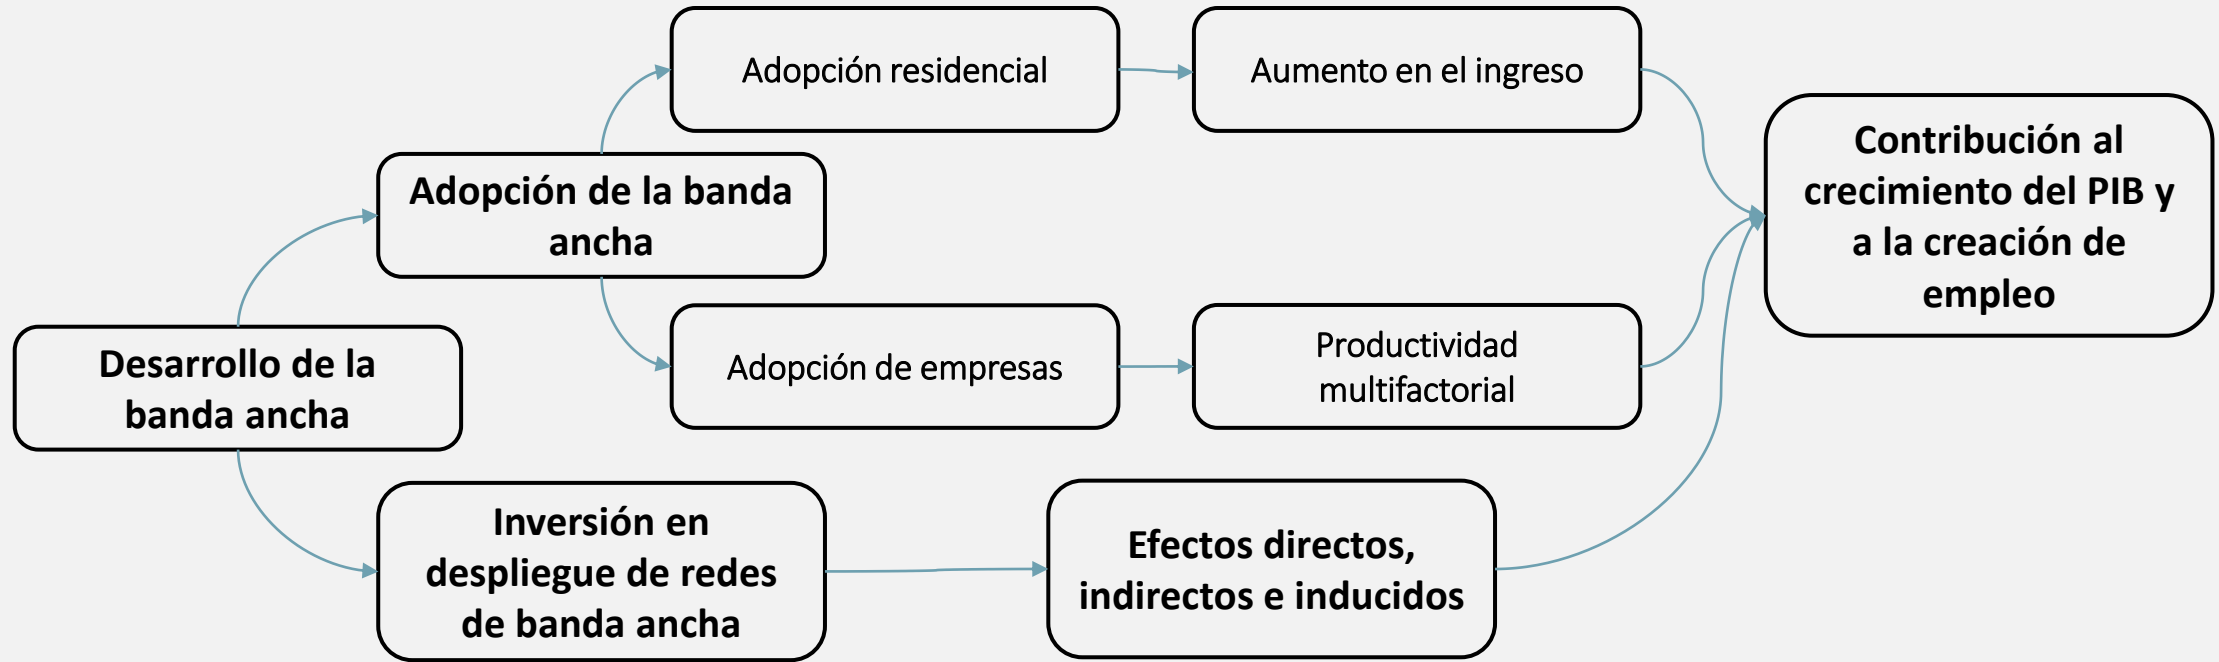 Adopción residencial
Aumento en el ingreso
Contribución al
crecimiento del PIB y
a la creación de
empleo
Adopción de la banda
ancha
Adopción de empresas
Productividad
multifactorial
Desarrollo de la
banda ancha
Inversión en
despliegue de redes
de banda ancha
Efectos directos,
indirectos e inducidos